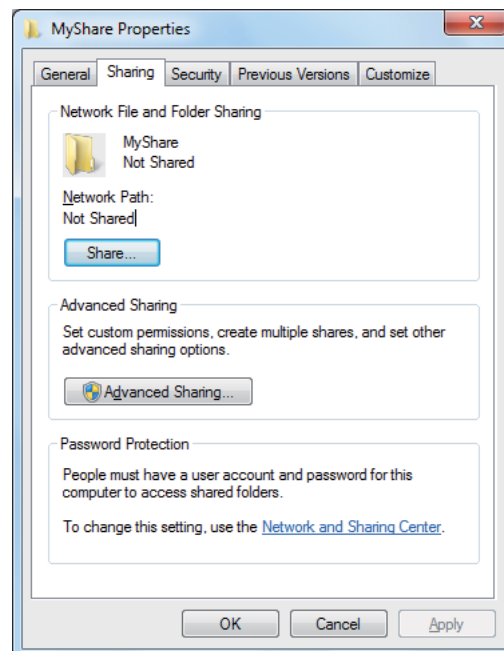 MyShare Properties
General Sharing Security Previous Versions Customize
Network File and Folder Sharing
MyShare
Not Shared
Network Path:
Not Shared
Share...
Advanced Sharing
Set custom permissions, create multiple shares, and set other
advanced sharing options.
Advanced Sharing...
Password Protection
People must have a user account and password for this
computer to access shared folders.
To change this setting, use the Network and Sharing Center.
OK Cancel Apply